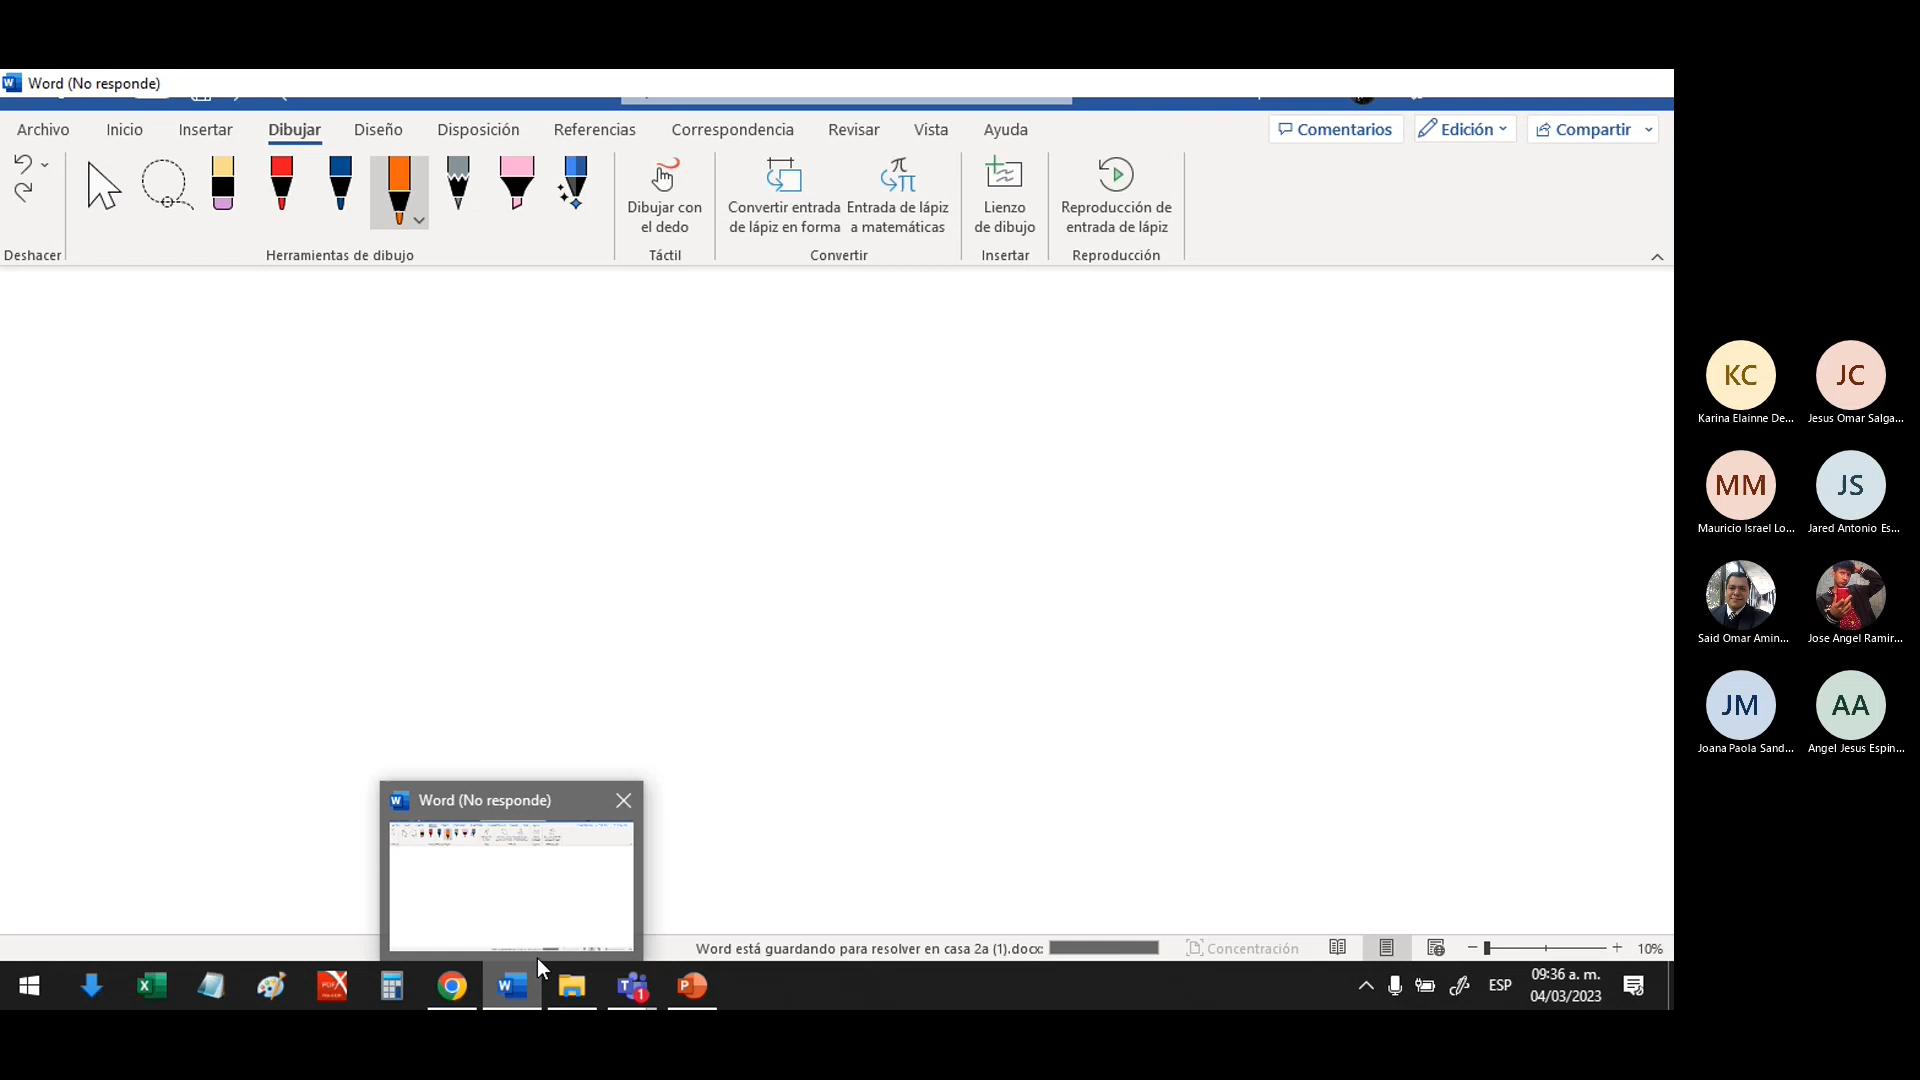 Word (No responde)
Archivo Inicio Insertar Dibujar Diseño Disposición Referencias Correspondencia Revisar Vista Ayuda Comentarios Edición Compartir
Dibujar con el dedo
Convertir entrada de lápiz en forma
Entrada de lápiz a matemáticas
Lienzo de dibujo
Reproducción de entrada de lápiz
Deshacer Herramientas de dibujo Táctil Convertir Insertar Reproducción
KC JC
Karina Elainne De... Jesus Omar Salga...
MM JS
Mauricio Israel Lo... Jared Antonio Es...
Said Omar Amin... Jose Angel Ramir...
JM AA
Joana Paola Sand... Angel Jesus Espin...
Word (No responde)
Word está guardando para resolver en casa 2a (1).docx: Concentración 10%
ESP
09:36 a. m.
04/03/2023